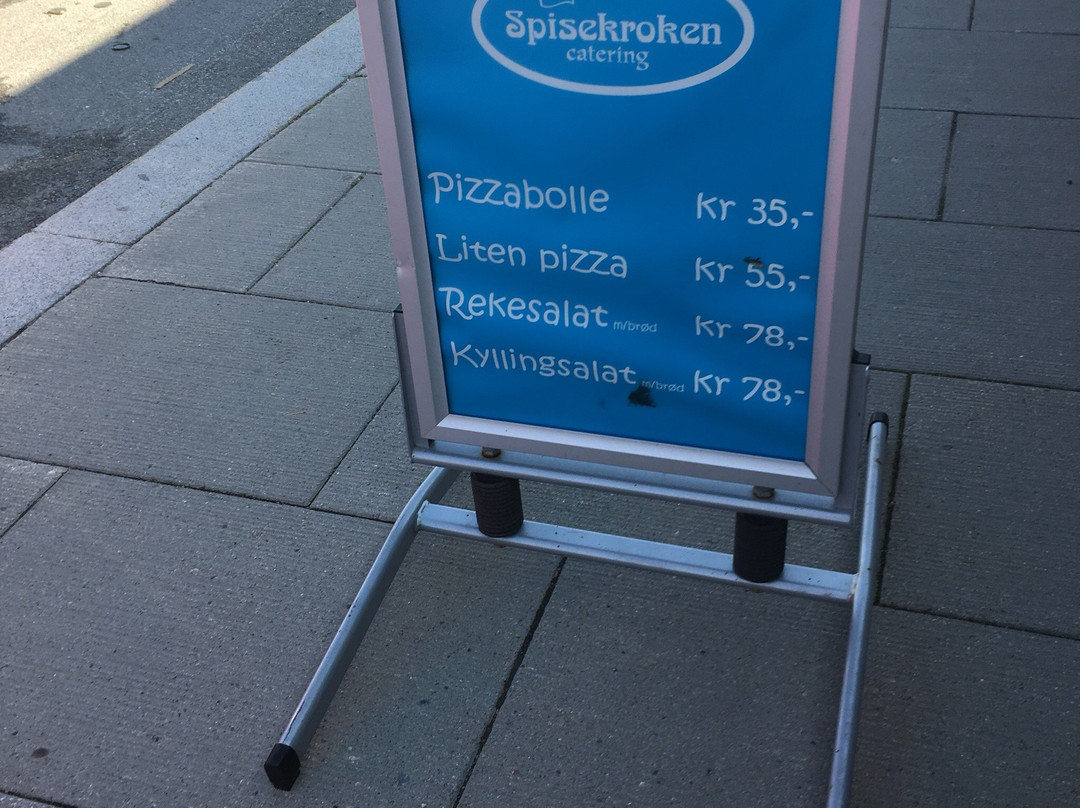 Spisekroken
catering
Pizzabolle kr 35,-
Liten pizza kr 55,-
Rekesalat m/brød kr 78,-
Kyllingsalat m/brød kr 78,-